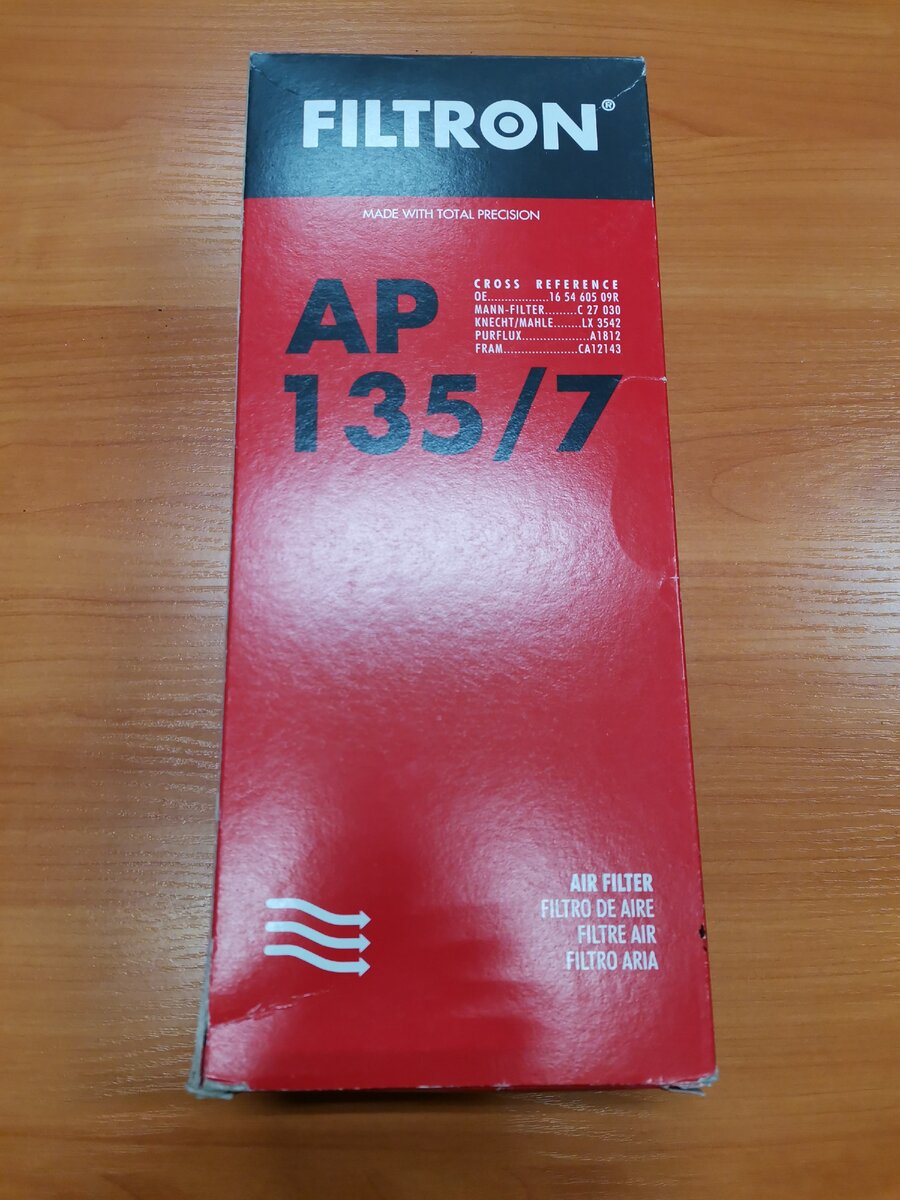 FILTRON®
MADE WITH TOTAL PRECISION
AP
135/7
CROSS REFERENCE
OE...................16 54 605 09R
MANN-FILTER..........C 27 030
KNECHT/MAHLE........LX 3542
PURFLUX.....................A1812
FRAM.......................CA12143
AIR FILTER
FILTRO DE AIRE
FILTRE AIR
FILTRO ARIA